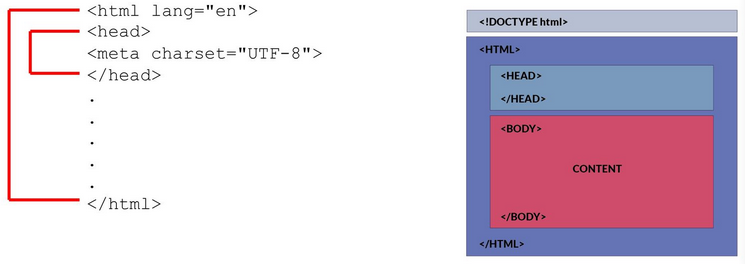 <html lang="en">
<head>
<meta charset="UTF-8">
</head>
.
.
.
.
.
</html>
<!DOCTYPE html>
<HTML>
<HEAD>
</HEAD>
<BODY>
CONTENT
</BODY>
</HTML>